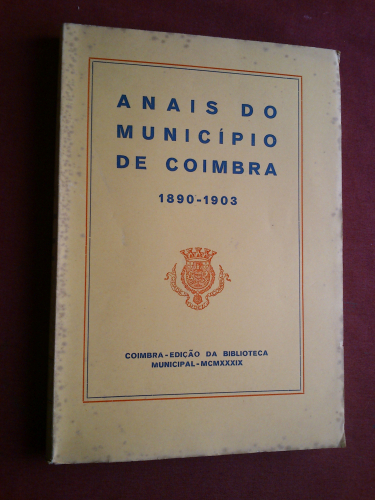 ANAIS DO
MUNICÍPIO
DE COIMBRA
1890-1903
COIMBRA-EDIÇÃO DA BIBLIOTECA
MUNICIPAL-MCMXXXIX